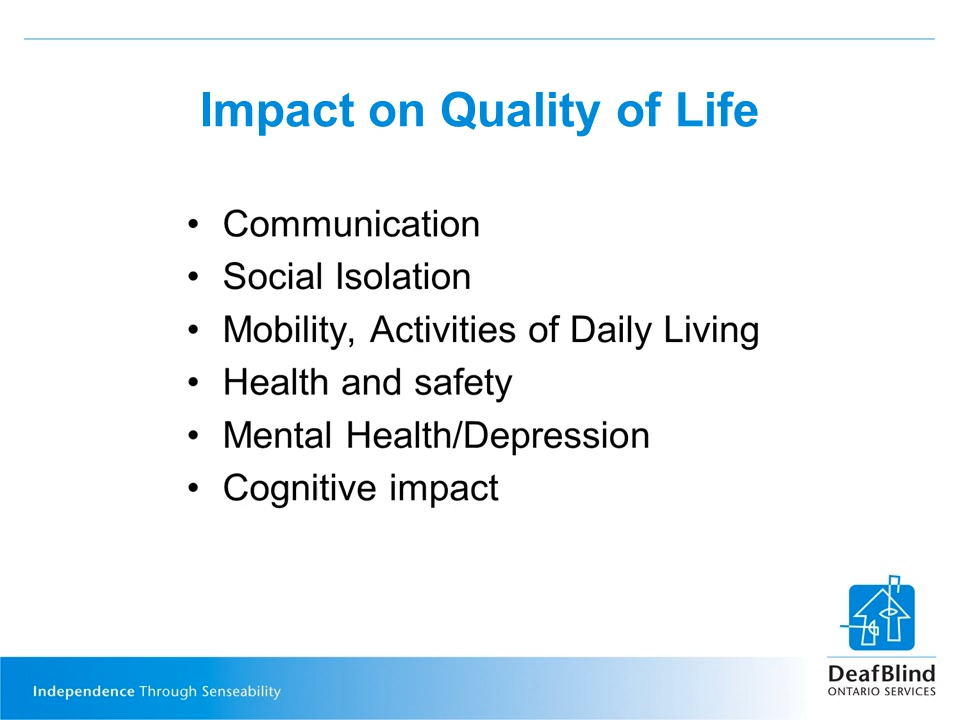 Impact on Quality of Life
• Communication
• Social Isolation
• Mobility, Activities of Daily Living
• Health and safety
• Mental Health/Depression
• Cognitive impact
Independence Through Senseability
DeafBlind
ONTARIO SERVICES